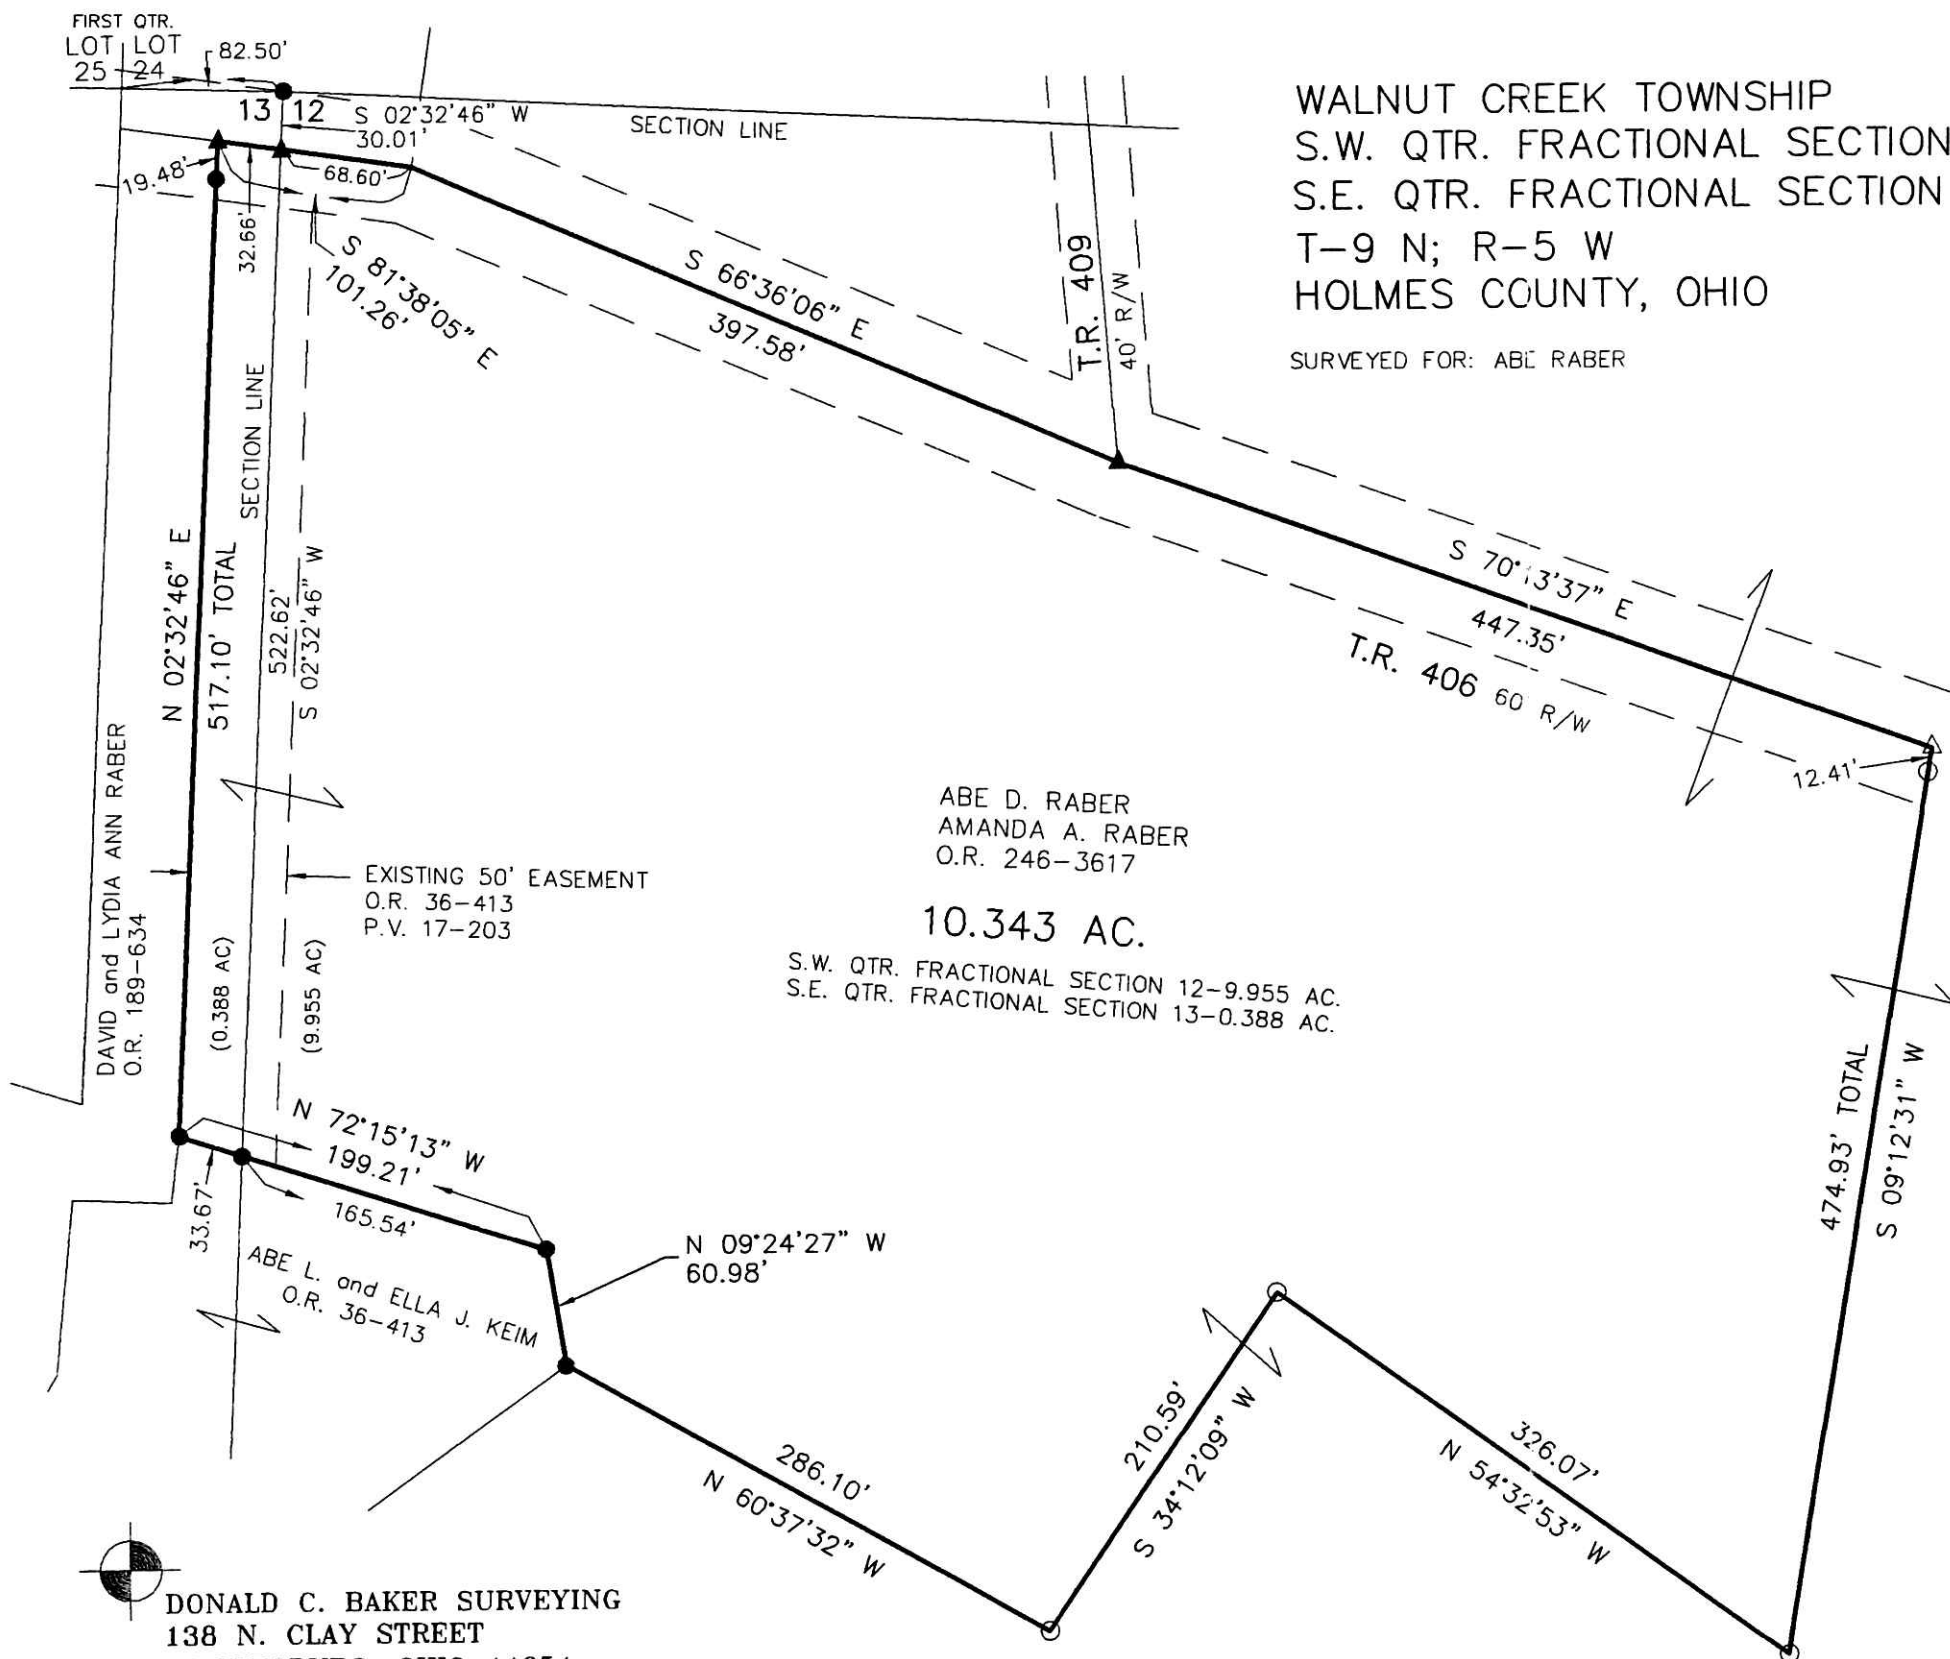 FIRST QTR.
LOT LOT
25 24
82.50'
13 12
S 02°32'46" W
30.01'
SECTION LINE
19.48'
68.60'
32.66'
S 81°38'05" E
101.26'
S 66°36'06" E
397.58'
T.R. 409
40' R/W
WALNUT CREEK TOWNSHIP
S.W. QTR. FRACTIONAL SECTION
S.E. QTR. FRACTIONAL SECTION
T-9 N; R-5 W
HOLMES COUNTY, OHIO
SURVEYED FOR: ABE RABER
S 70°13'37" E
447.35'
T.R. 406 60 R/W
12.41'
SECTION LINE
N 02°32'46" E
517.10' TOTAL
522.62'
S 02°32'46" W
DAVID and LYDIA ANN RABER
O.R. 189-634
EXISTING 50' EASEMENT
O.R. 36-413
P.V. 17-203
(0.388 AC)
(9.955 AC)
ABE D. RABER
AMANDA A. RABER
O.R. 246-3617
10.343 AC.
S.W. QTR. FRACTIONAL SECTION 12-9.955 AC.
S.E. QTR. FRACTIONAL SECTION 13-0.388 AC.
474.93' TOTAL
S 09°12'31" W
N 72°15'13" W
199.21'
33.67'
165.54'
ABE L. and ELLA J. KEIM
O.R. 36-413
N 09°24'27" W
60.98'
286.10'
N 60°37'32" W
210.59'
S 34°12'09" W
326.07'
N 54°32'53" W
DONALD C. BAKER SURVEYING
138 N. CLAY STREET